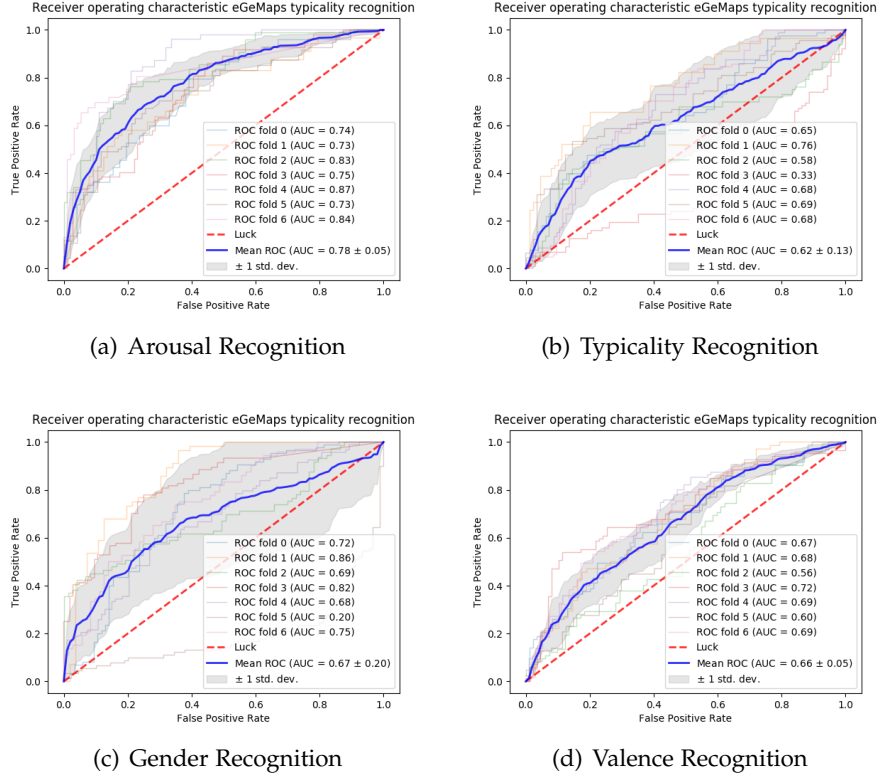 Receiver operating characteristic eGeMaps typicality recognition
1.0
0.8
0.6
0.4
0.2
0.0
True Positive Rate
ROC fold 0 (AUC = 0.74)
ROC fold 1 (AUC = 0.73)
ROC fold 2 (AUC = 0.83)
ROC fold 3 (AUC = 0.75)
ROC fold 4 (AUC = 0.87)
ROC fold 5 (AUC = 0.73)
ROC fold 6 (AUC = 0.84)
Luck
Mean ROC (AUC = 0.78 ± 0.05)
± 1 std. dev.
0.0 0.2 0.4 0.6 0.8 1.0
False Positive Rate
(a) Arousal Recognition
Receiver operating characteristic eGeMaps typicality recognition
1.0
0.8
0.6
0.4
0.2
0.0
True Positive Rate
ROC fold 0 (AUC = 0.65)
ROC fold 1 (AUC = 0.76)
ROC fold 2 (AUC = 0.58)
ROC fold 3 (AUC = 0.33)
ROC fold 4 (AUC = 0.68)
ROC fold 5 (AUC = 0.69)
ROC fold 6 (AUC = 0.68)
Luck
Mean ROC (AUC = 0.62 ± 0.13)
± 1 std. dev.
0.0 0.2 0.4 0.6 0.8 1.0
False Positive Rate
(b) Typicality Recognition
Receiver operating characteristic eGeMaps typicality recognition
1.0
0.8
0.6
0.4
0.2
0.0
True Positive Rate
ROC fold 0 (AUC = 0.72)
ROC fold 1 (AUC = 0.86)
ROC fold 2 (AUC = 0.69)
ROC fold 3 (AUC = 0.82)
ROC fold 4 (AUC = 0.68)
ROC fold 5 (AUC = 0.20)
ROC fold 6 (AUC = 0.75)
Luck
Mean ROC (AUC = 0.67 ± 0.20)
± 1 std. dev.
0.0 0.2 0.4 0.6 0.8 1.0
False Positive Rate
(c) Gender Recognition
Receiver operating characteristic eGeMaps typicality recognition
1.0
0.8
0.6
0.4
0.2
0.0
True Positive Rate
ROC fold 0 (AUC = 0.67)
ROC fold 1 (AUC = 0.68)
ROC fold 2 (AUC = 0.56)
ROC fold 3 (AUC = 0.72)
ROC fold 4 (AUC = 0.69)
ROC fold 5 (AUC = 0.60)
ROC fold 6 (AUC = 0.69)
Luck
Mean ROC (AUC = 0.66 ± 0.05)
± 1 std. dev.
0.0 0.2 0.4 0.6 0.8 1.0
False Positive Rate
(d) Valence Recognition